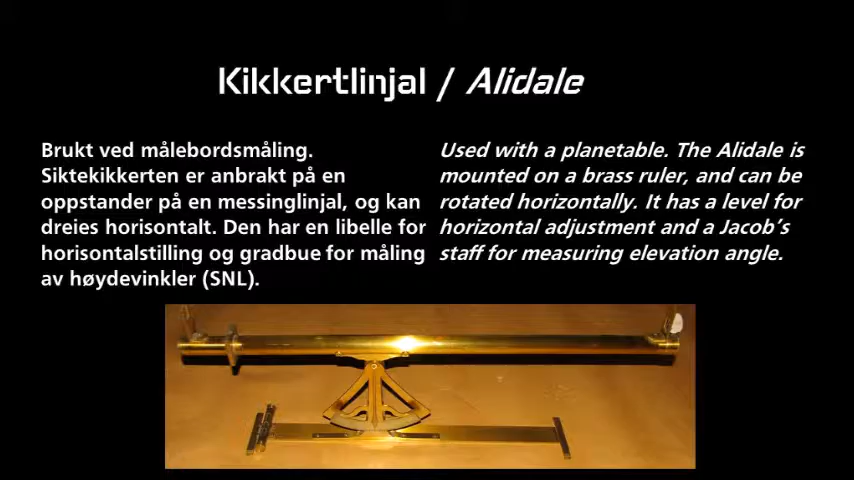 Kikkertlinjal / Alidale
Brukt ved målebordsmåling.
Siktekikkerten er anbrakt på en
oppstander på en messinglinjal, og kan
dreies horisontalt. Den har en libelle for
horisontalstilling og gradbue for måling
av høydevinkler (SNL).
Used with a planetable. The Alidale is
mounted on a brass ruler, and can be
rotated horizontally. It has a level for
horizontal adjustment and a Jacob’s
staff for measuring elevation angle.